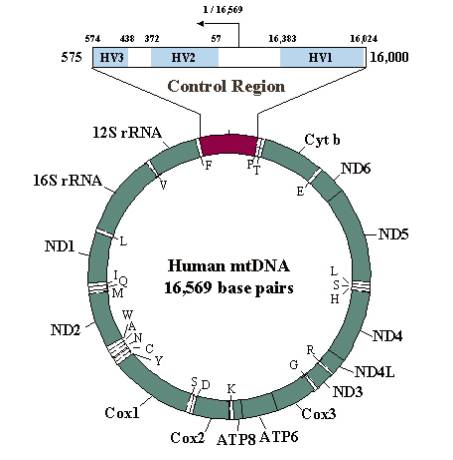 1 / 16,569
574 438 372 57 16,383 16,024
575 HV3 HV2 HV1 16,000
Control Region
12S rRNA Cyt b
F P T
16S rRNA V E ND6
L ND5
ND1
I Q L
M S
H
Human mtDNA
16,569 base pairs
ND2 W ND4
A
N
C
Y R ND4L
G ND3
S D K
Cox1 Cox3
Cox2 ATP8 ATP6